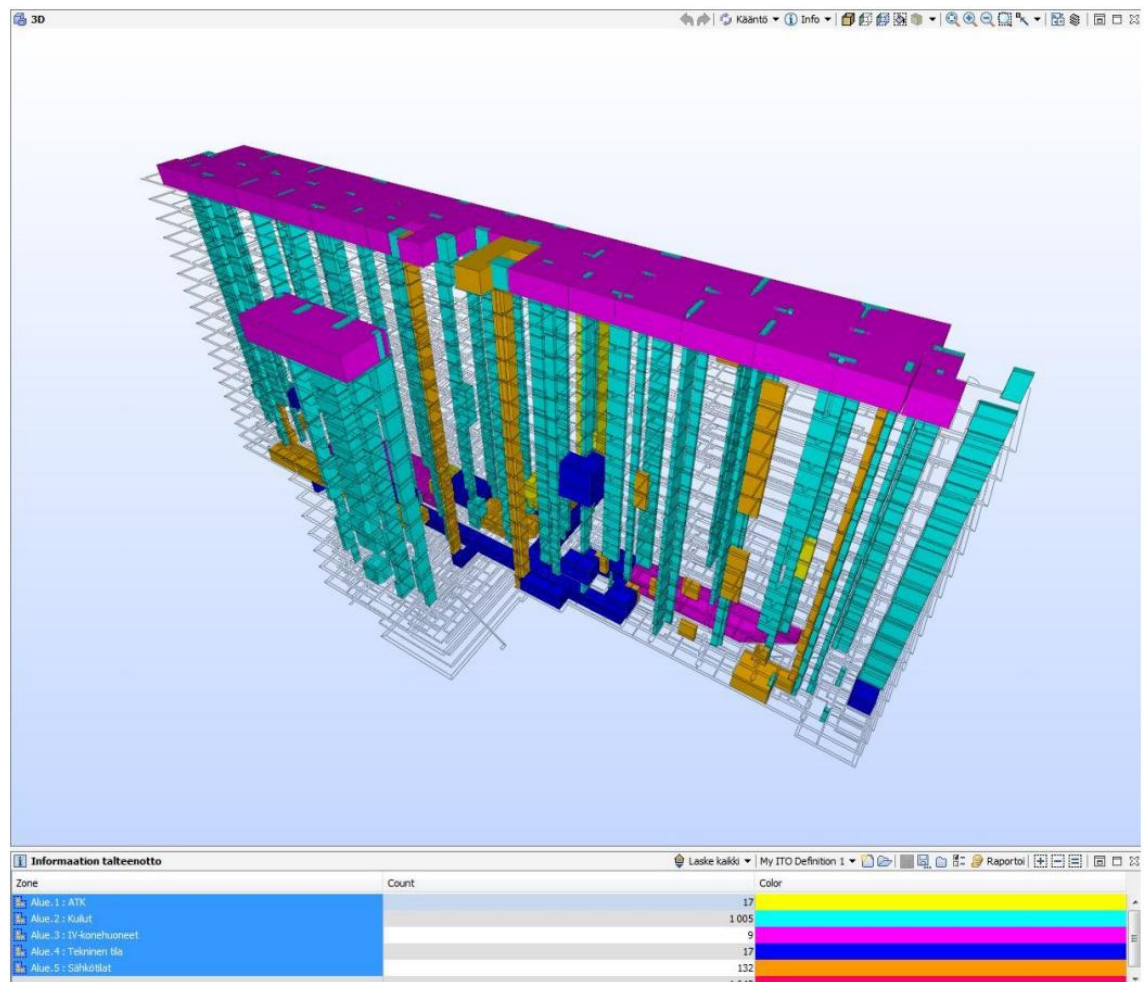 3D Kääntö Info
Informaation talteenotto Laske kaikki My ITO Definition 1 Raportoi
Zone Count Color
Alue.1 : ATK 17
Alue.2 : Kuilut 1 005
Alue.3 : IV-konehuoneet 9
Alue.4 : Tekninen tila 17
Alue.5 : Sähkötilat 132